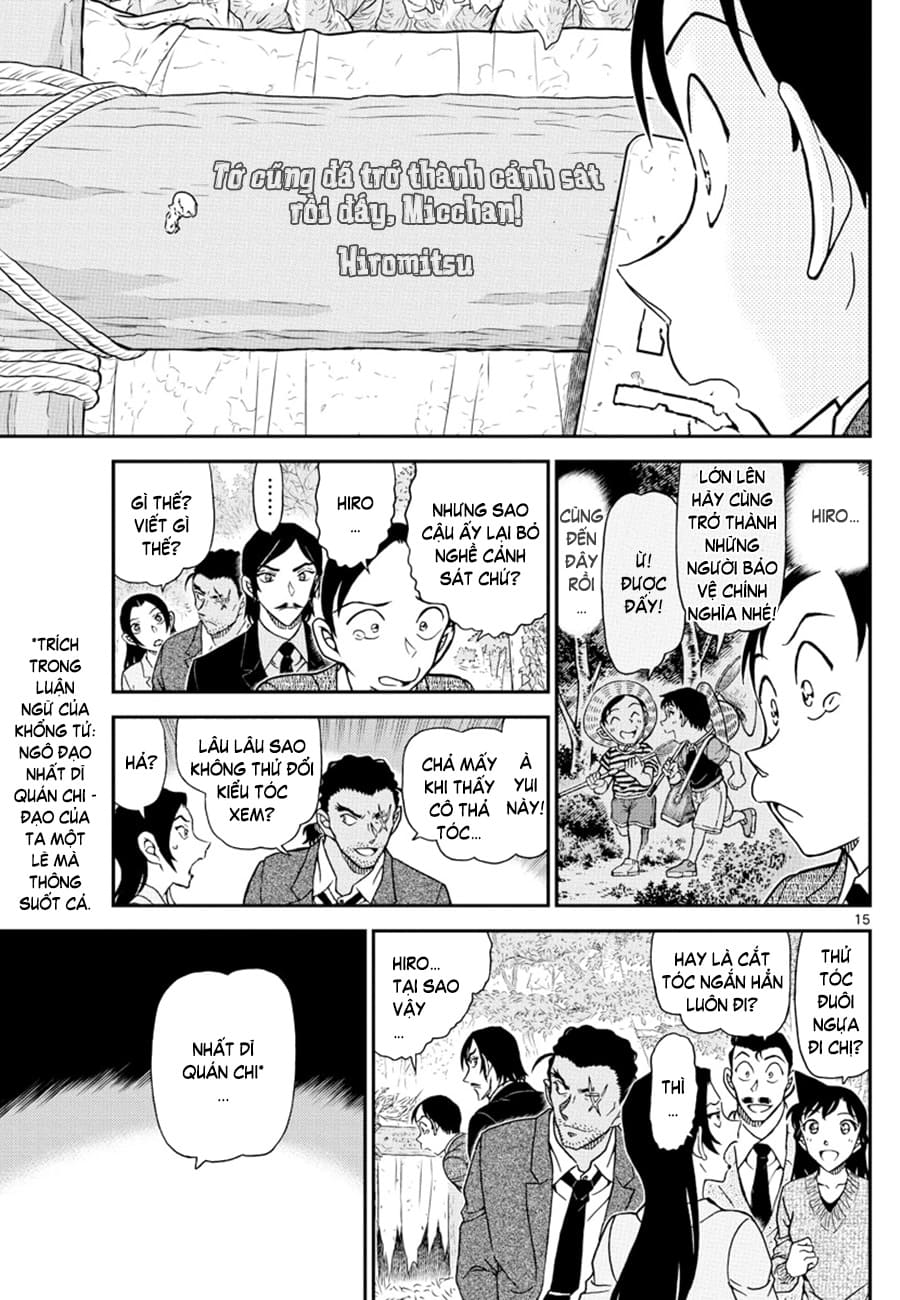 Tớ cũng đã trở thành cảnh sát
rồi đấy, Micchan!
Hiromitsu
HIRO...
LỚN LÊN
HÃY CÙNG
TRỞ THÀNH
NHỮNG
NGƯỜI BẢO
VỆ CHÍNH
NGHĨA NHÉ!
Ừ!
ĐƯỢC
ĐẤY!
CÙNG
ĐẾN
ĐÂY
RỒI
...
NHƯNG SAO
CẬU ẤY LẠI BỎ
NGHỀ CẢNH
SÁT CHỨ?
HIRO
...
......
GÌ THẾ?
VIẾT GÌ
THẾ?
À
YUI
NÀY!
CHẢ MẤY
KHI THẤY
CÔ THẢ
TÓC...
LÂU LÂU SAO
KHÔNG THỬ ĐỔI
KIỂU TÓC
XEM?
HẢ?
*TRÍCH
TRONG
LUẬN
NGỮ CỦA
KHỔNG TỬ:
NGÔ ĐẠO
NHẤT DĨ
QUÁN CHI -
ĐẠO CỦA
TA MỘT
LẼ MÀ
THÔNG
SUỐT CẢ.
15
THỬ
TÓC
ĐUÔI
NGỰA
ĐI CHỊ?
HAY LÀ CẮT
TÓC NGẮN HẲN
LUÔN ĐI?
THÌ
...
HIRO...
TẠI SAO
VẬY
...
NHẤT DĨ
QUÁN CHI*
...